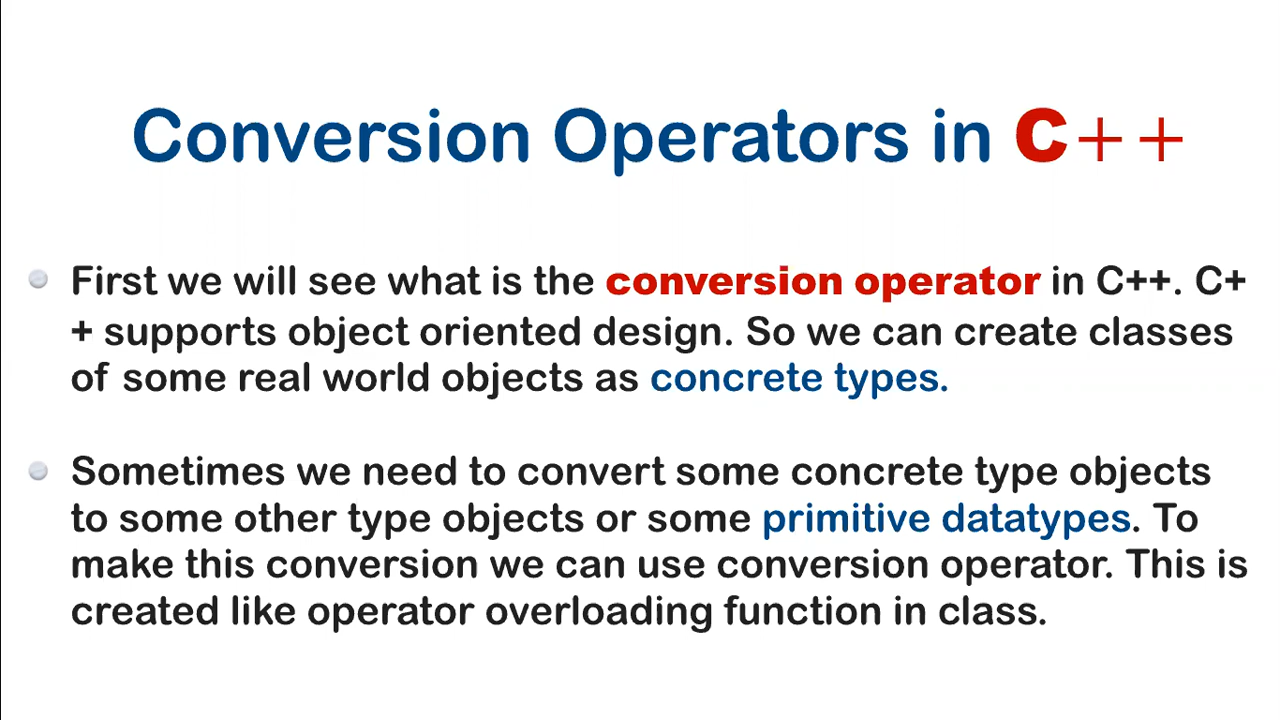 Conversion Operators in C++
First we will see what is the conversion operator in C++. C+
+ supports object oriented design. So we can create classes
of some real world objects as concrete types.
Sometimes we need to convert some concrete type objects
to some other type objects or some primitive datatypes. To
make this conversion we can use conversion operator. This is
created like operator overloading function in class.